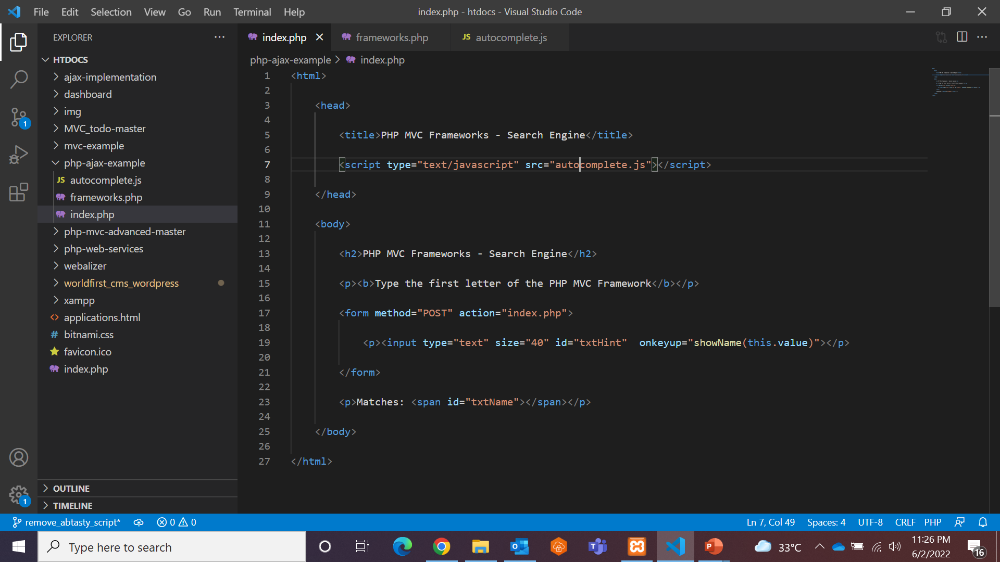 File Edit Selection View Go Run Terminal Help
index.php - htdocs - Visual Studio Code
EXPLORER
HTDOCS
ajax-implementation
dashboard
img
MVC_todo-master
mvc-example
php-ajax-example
JS autocomplete.js
frameworks.php
index.php
php-mvc-advanced-master
php-web-services
webalizer
worldfirst_cms_wordpress
xampp
applications.html
# bitnami.css
favicon.ico
index.php
OUTLINE
TIMELINE
1
1
index.php frameworks.php JS autocomplete.js
php-ajax-example > index.php
1 <html>
2
3 <head>
4
5 <title>PHP MVC Frameworks - Search Engine</title>
6
7 <script type="text/javascript" src="autocomplete.js"></script>
8
9 </head>
10
11 <body>
12
13 <h2>PHP MVC Frameworks - Search Engine</h2>
14
15 <p><b>Type the first letter of the PHP MVC Framework</b></p>
16
17 <form method="POST" action="index.php">
18
19 <p><input type="text" size="40" id="txtHint"  onkeyup="showName(this.value)"></p>
20
21 </form>
22
23 <p>Matches: <span id="txtName"></span></p>
24
25 </body>
26
27 </html>
remove_abtasty_script* 0 0 Ln 7, Col 49 Spaces: 4 UTF-8 CRLF PHP
Type here to search
33°C
11:26 PM
6/2/2022
16